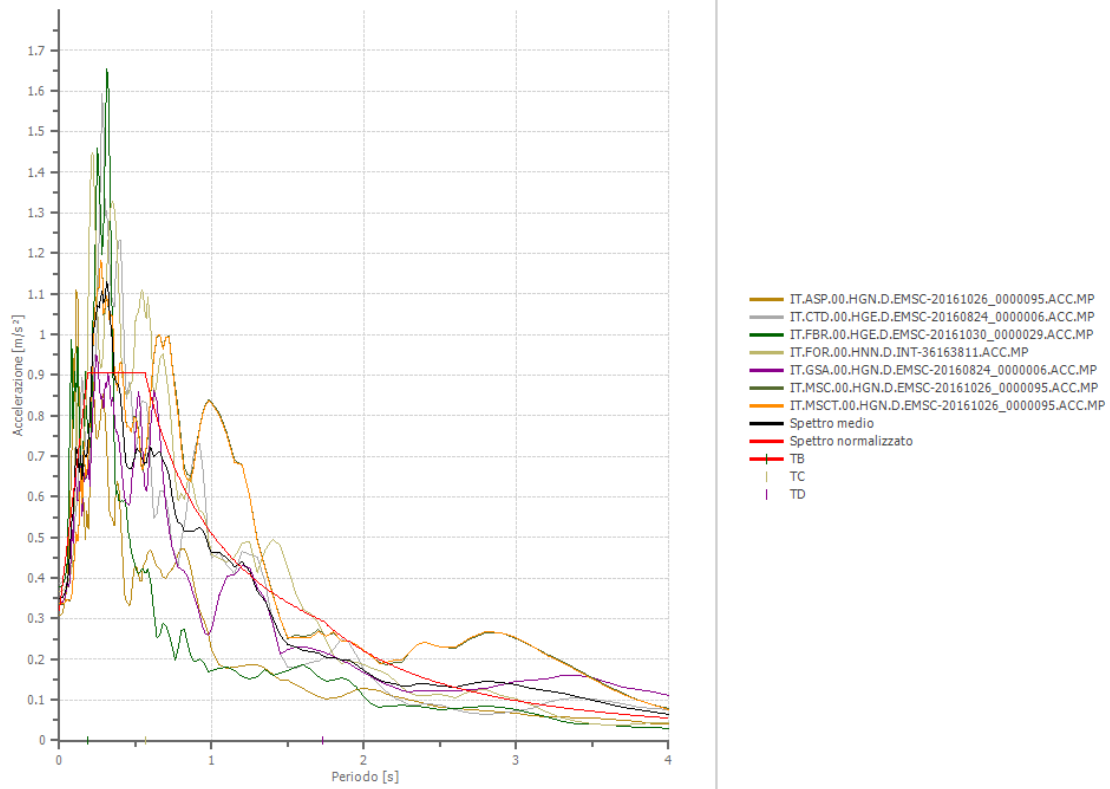 1.7
1.6
1.5
1.4
1.3
1.2
1.1
1
0.9
0.8
0.7
0.6
0.5
0.4
0.3
0.2
0.1
0
Accelerazione [m/s²]
0 1 2 3 4
Periodo [s]
IT.ASP.00.HGN.D.EMSC-20161026_0000095.ACC.MP
IT.CTD.00.HGE.D.EMSC-20160824_0000006.ACC.MP
IT.FBR.00.HGE.D.EMSC-20161030_0000029.ACC.MP
IT.FOR.00.HNN.D.INT-36163811.ACC.MP
IT.GSA.00.HGN.D.EMSC-20160824_0000006.ACC.MP
IT.MSC.00.HGN.D.EMSC-20161026_0000095.ACC.MP
IT.MSCT.00.HGN.D.EMSC-20161026_0000095.ACC.MP
Spettro medio
Spettro normalizzato
TB
TC
TD